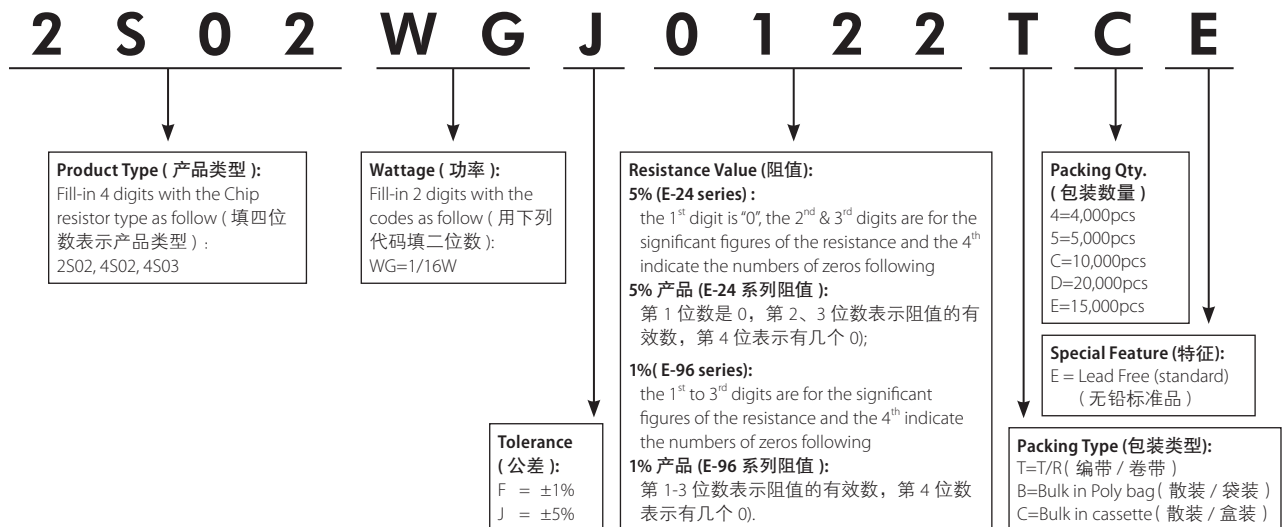 2 S 0 2 W G J 0 1 2 2 T C E
Product Type ( 产品类型 ):
Fill-in 4 digits with the Chip
resistor type as follow ( 填四位
数表示产品类型 ) :
2S02, 4S02, 4S03
Wattage ( 功率 ):
Fill-in 2 digits with the
codes as follow ( 用下列
代码填二位数 ):
WG=1/16W
Tolerance
( 公差 ):
F = ±1%
J = ±5%
Resistance Value (阻值):
5% (E-24 series) :
the 1st digit is "0", the 2nd & 3rd digits are for the
significant figures of the resistance and the 4th
indicate the numbers of zeros following
5% 产品 (E-24 系列阻值 ):
第 1 位数是 0，第 2、3 位数表示阻值的有
效数，第 4 位表示有几个 0);
1%( E-96 series):
the 1st to 3rd digits are for the significant
figures of the resistance and the 4th indicate
the numbers of zeros following
1% 产品 (E-96 系列阻值 ):
第 1-3 位数表示阻值的有效数，第 4 位数
表示有几个 0).
Packing Qty.
( 包装数量 )
4=4,000pcs
5=5,000pcs
C=10,000pcs
D=20,000pcs
E=15,000pcs
Special Feature (特征):
E = Lead Free (standard)
( 无铅标准品 )
Packing Type (包装类型):
T=T/R( 编带 / 卷带 )
B=Bulk in Poly bag( 散装 / 袋装 )
C=Bulk in cassette( 散装 / 盒装 )